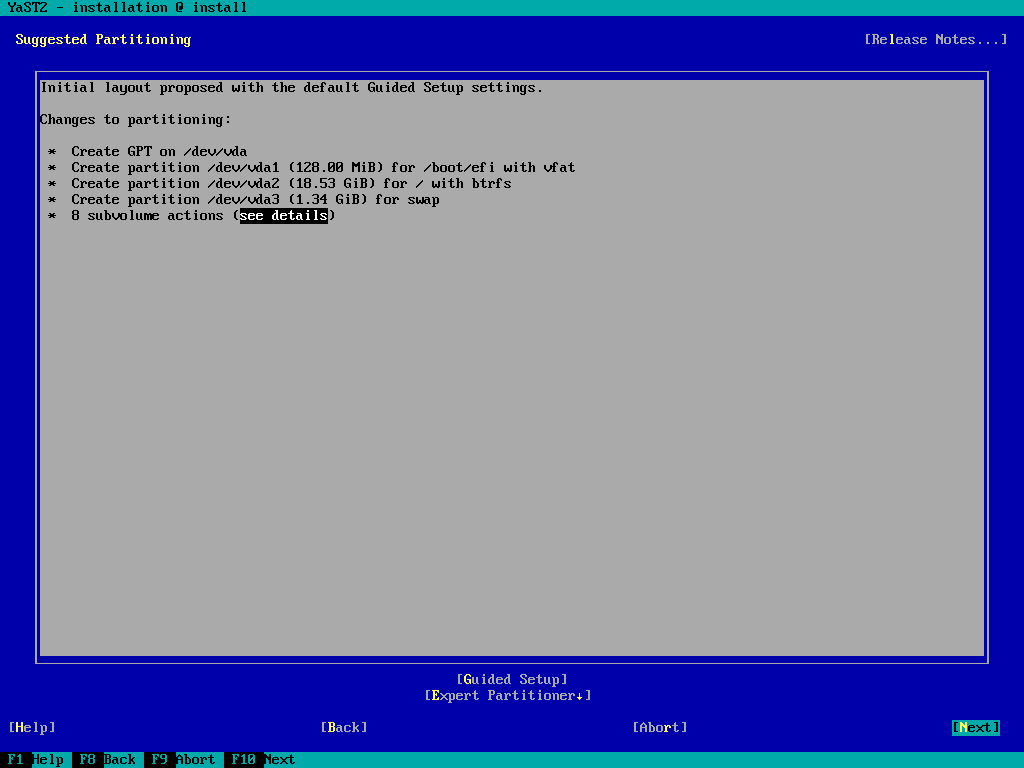 YaST2 - installation @ install
Suggested Partitioning [Release Notes...]
Initial layout proposed with the default Guided Setup settings.
Changes to partitioning:
* Create GPT on /dev/vda
* Create partition /dev/vda1 (128.00 MiB) for /boot/efi with vfat
* Create partition /dev/vda2 (18.53 GiB) for / with btrfs
* Create partition /dev/vda3 (1.34 GiB) for swap
* 8 subvolume actions (see details)
[Guided Setup]
[Expert Partitioner↓]
[Help] [Back] [Abort] [Next]
F1 Help F8 Back F9 Abort F10 Next